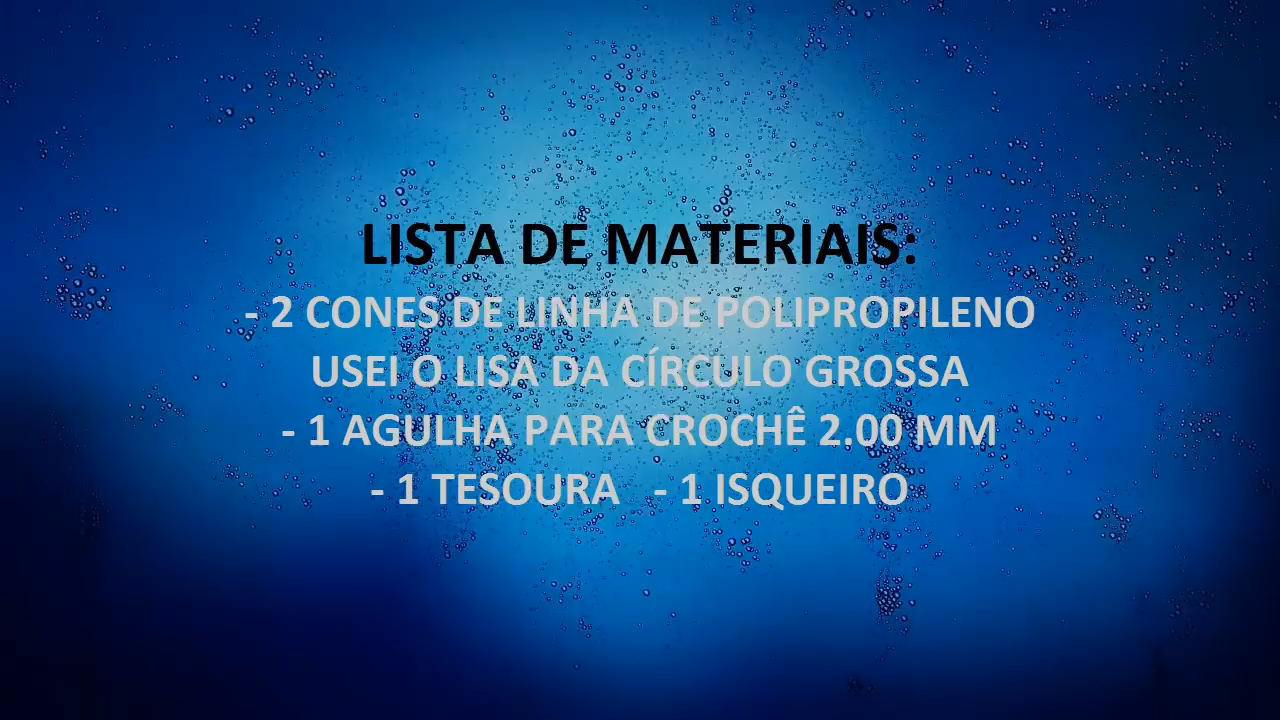 LISTA DE MATERIAIS:
- 2 CONES DE LINHA DE POLIPROPILENO
USEI O LISA DA CÍRCULO GROSSA
- 1 AGULHA PARA CROCHÊ 2.00 MM
- 1 TESOURA - 1 ISQUEIRO